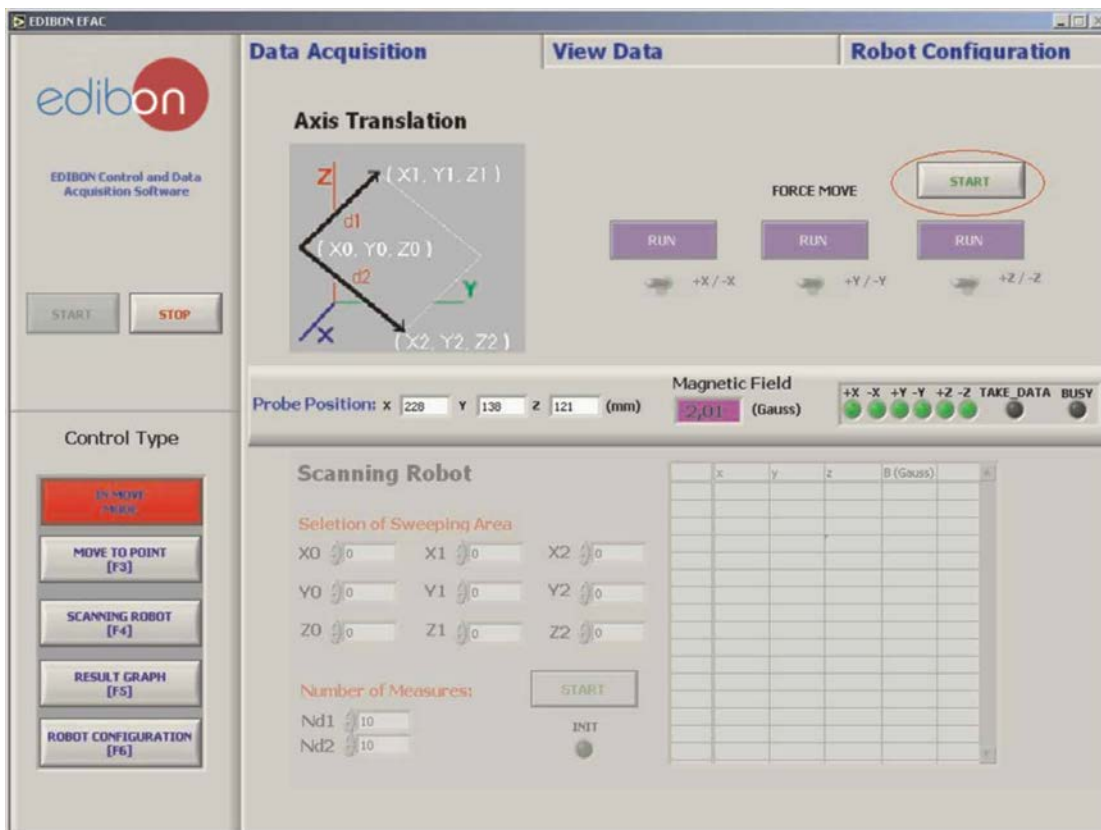 EDIBON EFAC
edibon
EDIBON Control and Data
Acquisition Software
START
STOP
Control Type
IN MOVE
MODE
MOVE TO POINT
[F3]
SCANNING ROBOT
[F4]
RESULT GRAPH
[F5]
ROBOT CONFIGURATION
[F6]
Data Acquisition
View Data
Robot Configuration
Axis Translation
Z
(X1, Y1, Z1)
d1
(X0, Y0, Z0)
d2
Y
X
(X2, Y2, Z2)
FORCE MOVE
START
RUN
RUN
RUN
+X / -X
+Y / -Y
+Z / -Z
Probe Position: X 228 Y 138 Z 121 (mm)
Magnetic Field
2,01 (Gauss)
+X -X +Y -Y +Z -Z TAKE_DATA BUSY
Scanning Robot
Seletion of Sweeping Area
X0 0 X1 0 X2 0
Y0 0 Y1 0 Y2 0
Z0 0 Z1 0 Z2 0
Number of Measures:
Nd1 10
Nd2 10
START
INIT
x y z B (Gauss)